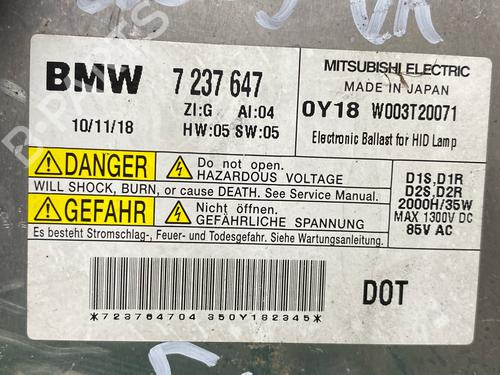 BMW 7 237 647
ZI:G AI:04
10/11/18 HW:05 SW:05
MITSUBISHI ELECTRIC
MADE IN JAPAN
0Y18 W003T20071
Electronic Ballast for HID Lamp
DANGER Do not open.
HAZARDOUS VOLTAGE
WILL SHOCK, BURN, or cause DEATH. See Service Manual.
GEFAHR Nicht öffnen.
GEFÄHRLICHE SPANNUNG
Es besteht Stromschlag-, Feuer- und Todesgefahr. Siehe Wartungsanleitung.
D1S,D1R
D2S,D2R
2000H/35W
MAX 1300V DC
85V AC
*723764704 350Y182345*
DOT